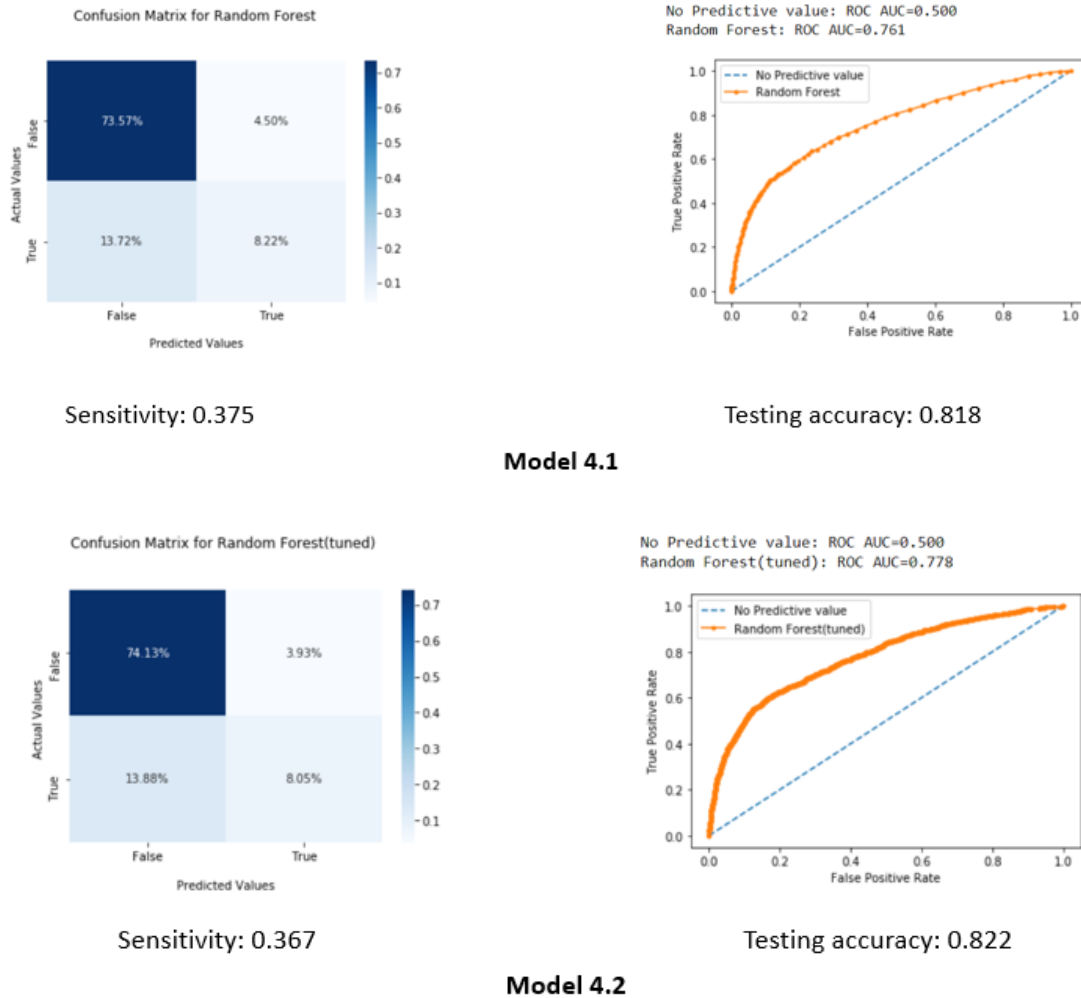 Confusion Matrix for Random Forest
False
True
Actual Values
73.57%
4.50%
13.72%
8.22%
False
True
Predicted Values
0.7
0.6
0.5
0.4
0.3
0.2
0.1
No Predictive value: ROC AUC=0.500
Random Forest: ROC AUC=0.761
No Predictive value
Random Forest
True Positive Rate
1.0
0.8
0.6
0.4
0.2
0.0
0.0
0.2
0.4
0.6
0.8
1.0
False Positive Rate
Sensitivity: 0.375
Testing accuracy: 0.818
Model 4.1
Confusion Matrix for Random Forest(tuned)
False
True
Actual Values
74.13%
3.93%
13.88%
8.05%
False
True
Predicted Values
0.7
0.6
0.5
0.4
0.3
0.2
0.1
No Predictive value: ROC AUC=0.500
Random Forest(tuned): ROC AUC=0.778
No Predictive value
Random Forest(tuned)
True Positive Rate
1.0
0.8
0.6
0.4
0.2
0.0
0.0
0.2
0.4
0.6
0.8
1.0
False Positive Rate
Sensitivity: 0.367
Testing accuracy: 0.822
Model 4.2